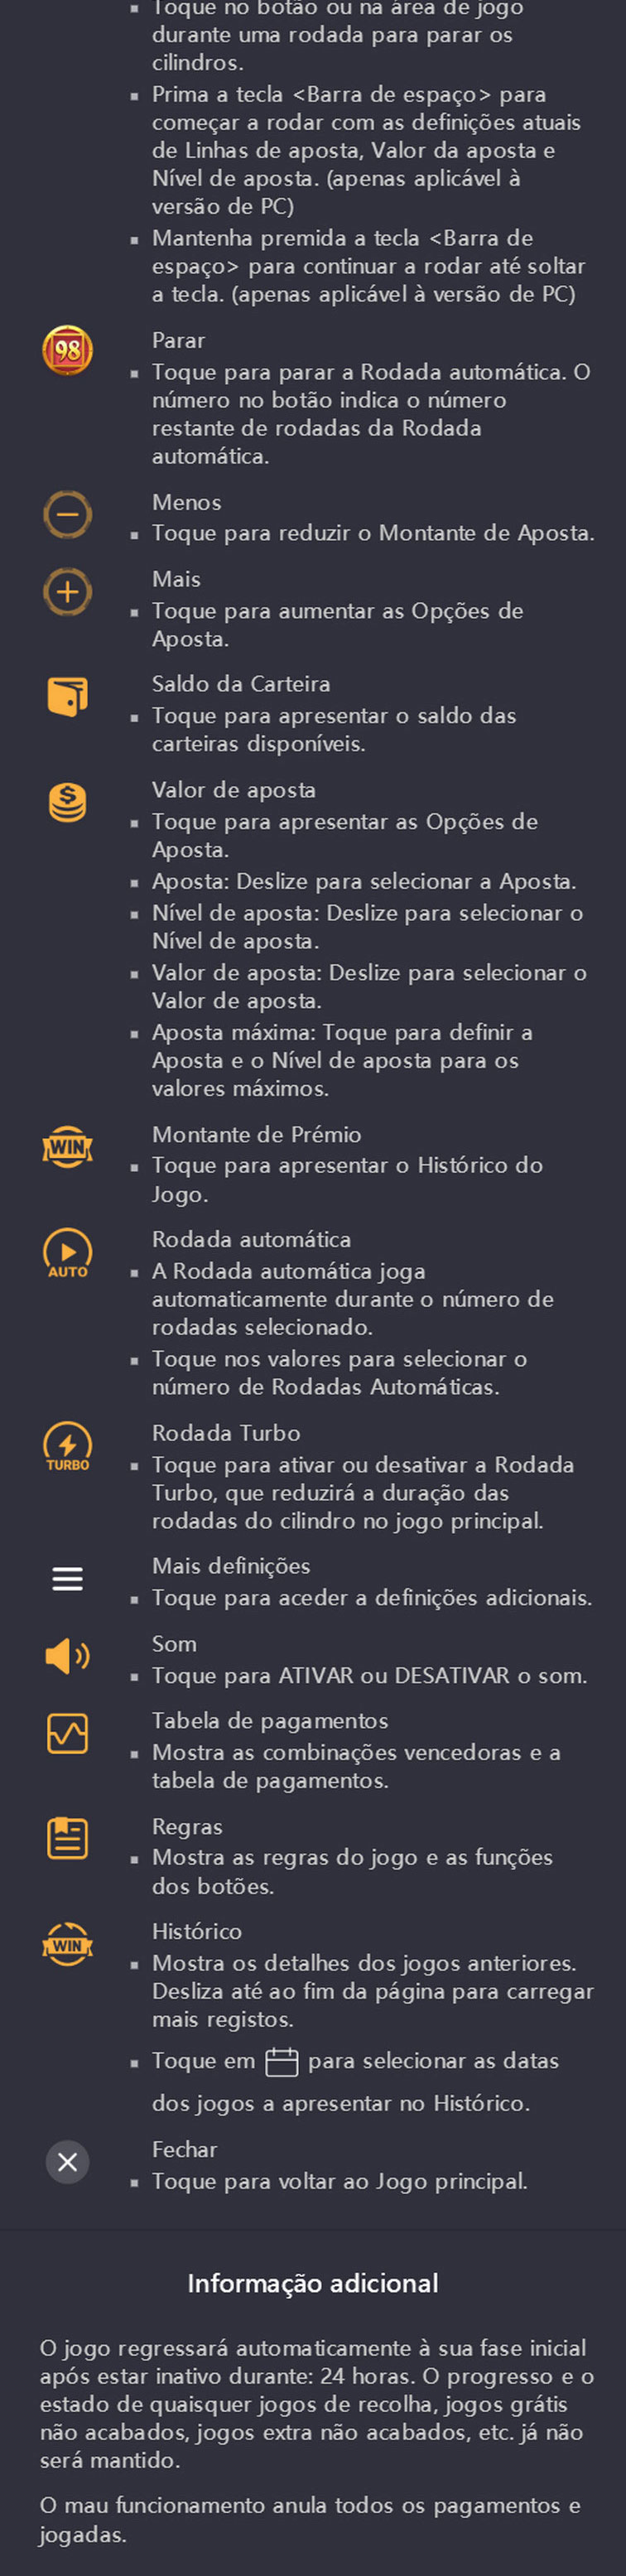 Toque no botão ou na área de jogo
durante uma rodada para parar os
cilindros.
Prima a tecla <Barra de espaço> para
começar a rodar com as definições atuais
de Linhas de aposta, Valor da aposta e
Nível de aposta. (apenas aplicável à
versão de PC)
Mantenha premida a tecla <Barra de
espaço> para continuar a rodar até soltar
a tecla. (apenas aplicável à versão de PC)
98
Parar
Toque para parar a Rodada automática. O
número no botão indica o número
restante de rodadas da Rodada
automática.
Menos
Toque para reduzir o Montante de Aposta.
Mais
Toque para aumentar as Opções de
Aposta.
Saldo da Carteira
Toque para apresentar o saldo das
carteiras disponíveis.
Valor de aposta
Toque para apresentar as Opções de
Aposta.
Aposta: Deslize para selecionar a Aposta.
Nível de aposta: Deslize para selecionar o
Nível de aposta.
Valor de aposta: Deslize para selecionar o
Valor de aposta.
Aposta máxima: Toque para definir a
Aposta e o Nível de aposta para os
valores máximos.
WIN
Montante de Prémio
Toque para apresentar o Histórico do
Jogo.
AUTO
Rodada automática
A Rodada automática joga
automaticamente durante o número de
rodadas selecionado.
Toque nos valores para selecionar o
número de Rodadas Automáticas.
TURBO
Rodada Turbo
Toque para ativar ou desativar a Rodada
Turbo, que reduzirá a duração das
rodadas do cilindro no jogo principal.
Mais definições
Toque para aceder a definições adicionais.
Som
Toque para ATIVAR ou DESATIVAR o som.
Tabela de pagamentos
Mostra as combinações vencedoras e a
tabela de pagamentos.
Regras
Mostra as regras do jogo e as funções
dos botões.
WIN
Histórico
Mostra os detalhes dos jogos anteriores.
Desliza até ao fim da página para carregar
mais registos.
Toque em para selecionar as datas
dos jogos a apresentar no Histórico.
Fechar
Toque para voltar ao Jogo principal.
Informação adicional
O jogo regressará automaticamente à sua fase inicial
após estar inativo durante: 24 horas. O progresso e o
estado de quaisquer jogos de recolha, jogos grátis
não acabados, jogos extra não acabados, etc. já não
será mantido.
O mau funcionamento anula todos os pagamentos e
jogadas.